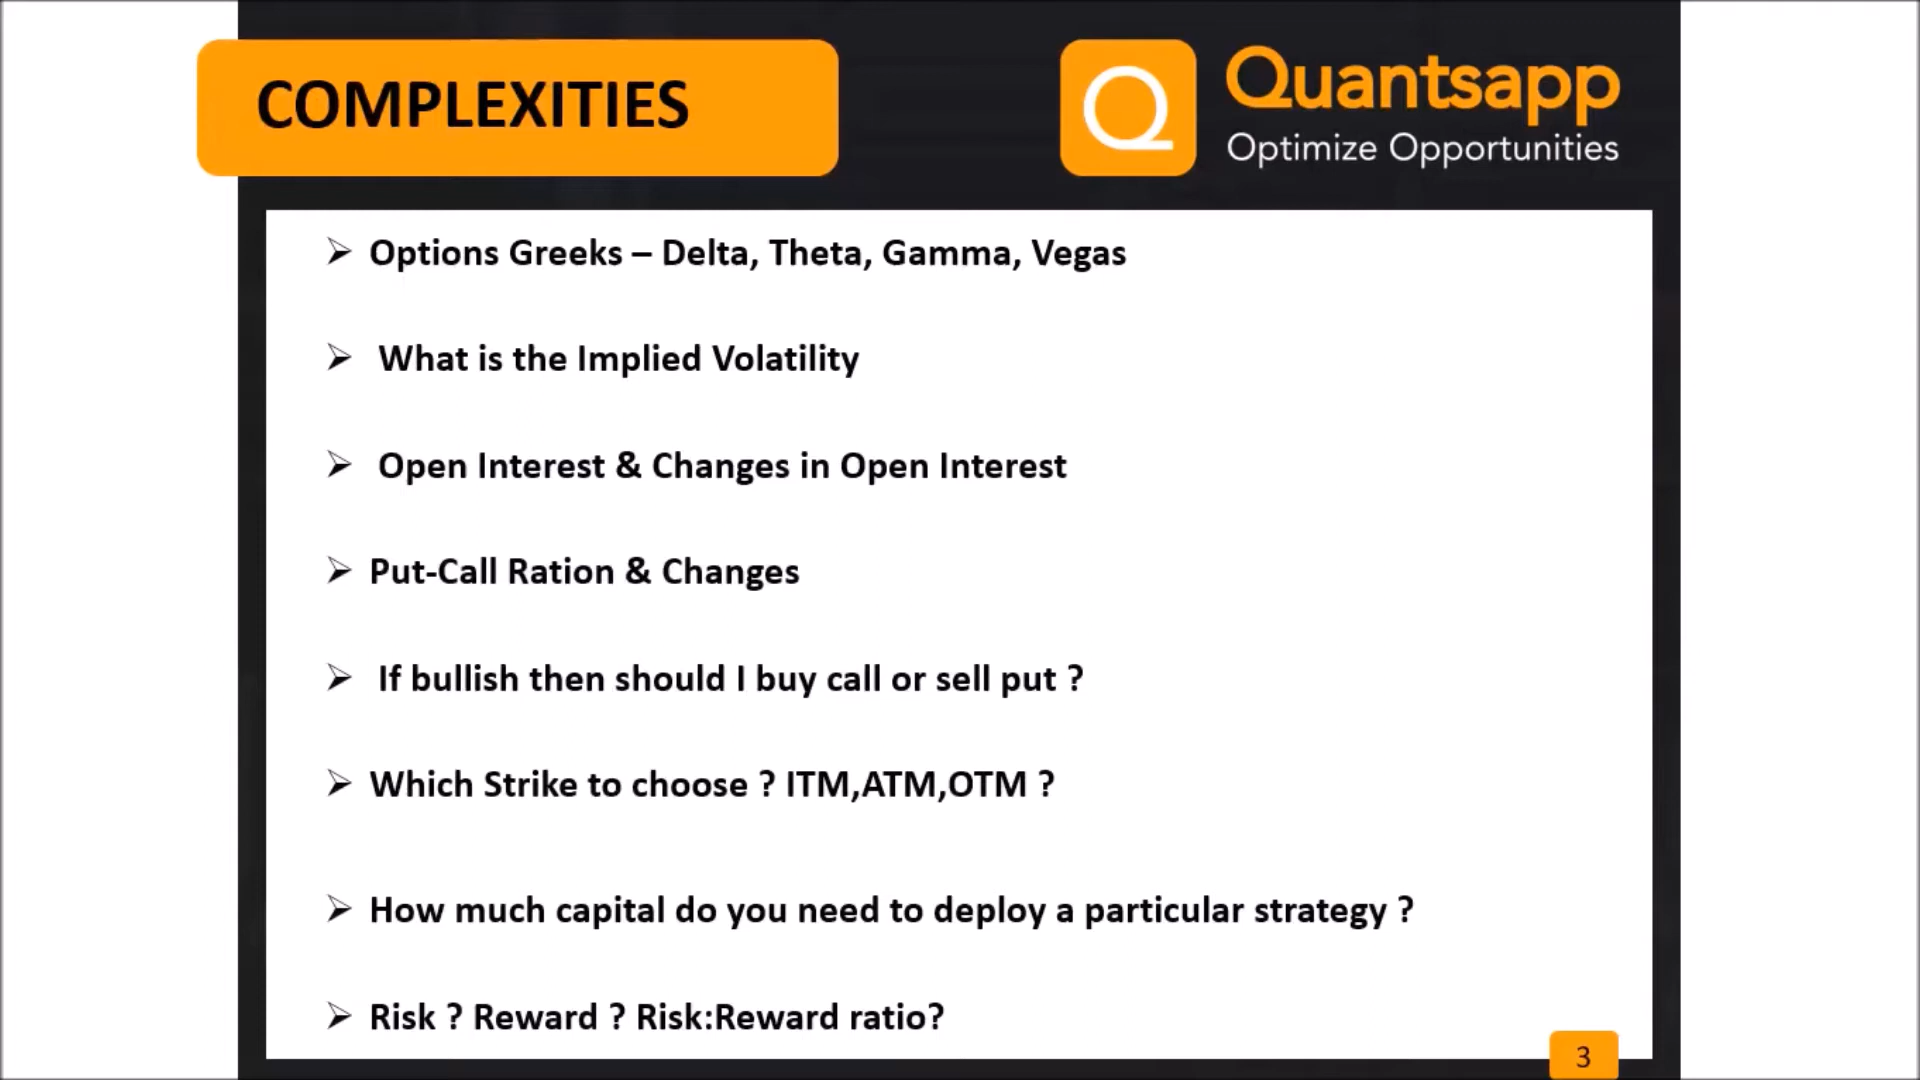 COMPLEXITIES
Q Quantsapp
Optimize Opportunities
➢ Options Greeks – Delta, Theta, Gamma, Vegas
➢ What is the Implied Volatility
➢ Open Interest & Changes in Open Interest
➢ Put-Call Ration & Changes
➢ If bullish then should I buy call or sell put ?
➢ Which Strike to choose ? ITM,ATM,OTM ?
➢ How much capital do you need to deploy a particular strategy ?
➢ Risk ? Reward ? Risk:Reward ratio?
3